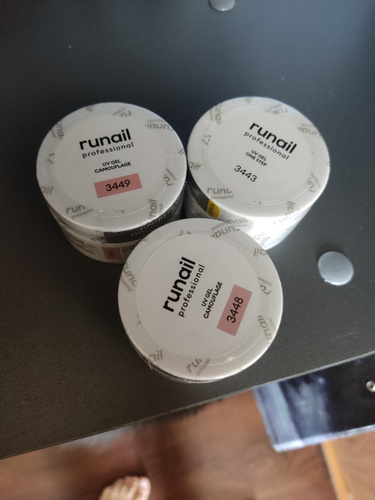 runail
professional
UV GEL
CAMOUFLAGE
3449
runail
professional
UV GEL
ONE STEP
3443
runail
professional
UV GEL
CAMOUFLAGE
3448